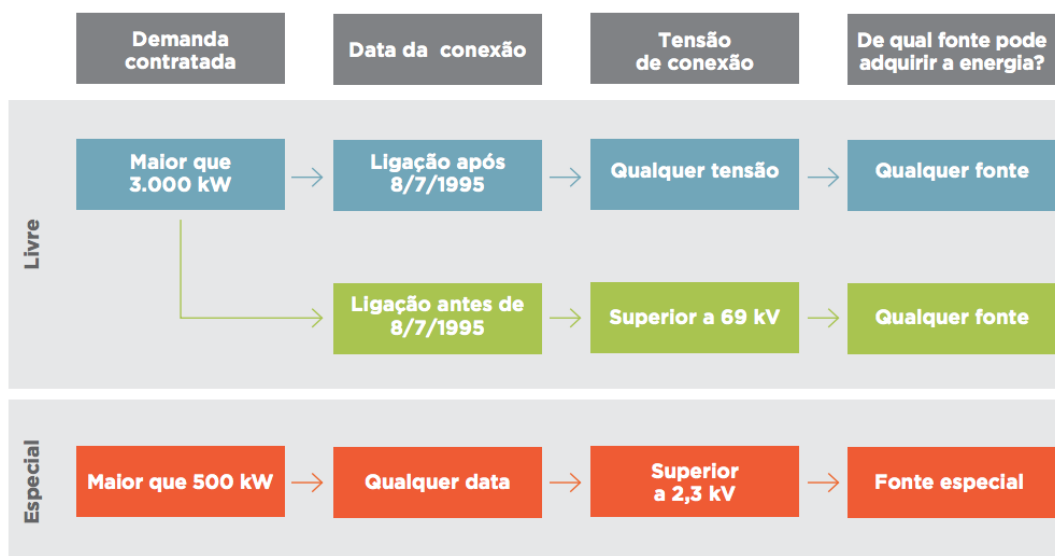 Demanda
contratada
Data da conexão
Tensão
de conexão
De qual fonte pode
adquirir a energia?
Livre
Maior que
3.000 kW
Ligação após
8/7/1995
Qualquer tensão
Qualquer fonte
Ligação antes de
8/7/1995
Superior a 69 kV
Qualquer fonte
Especial
Maior que 500 kW
Qualquer data
Superior
a 2,3 kV
Fonte especial